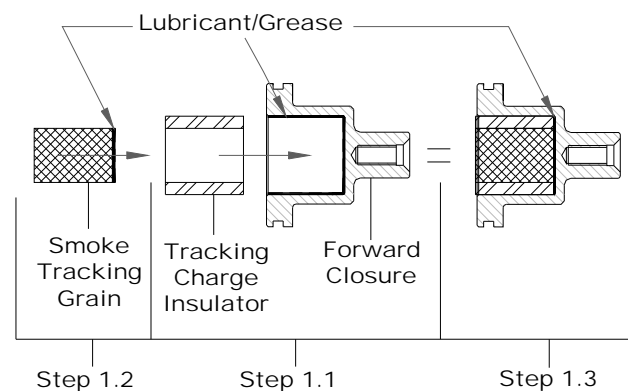 Lubricant/Grease
Smoke
Tracking
Grain
Tracking
Charge
Insulator
Forward
Closure
Step 1.2
Step 1.1
Step 1.3